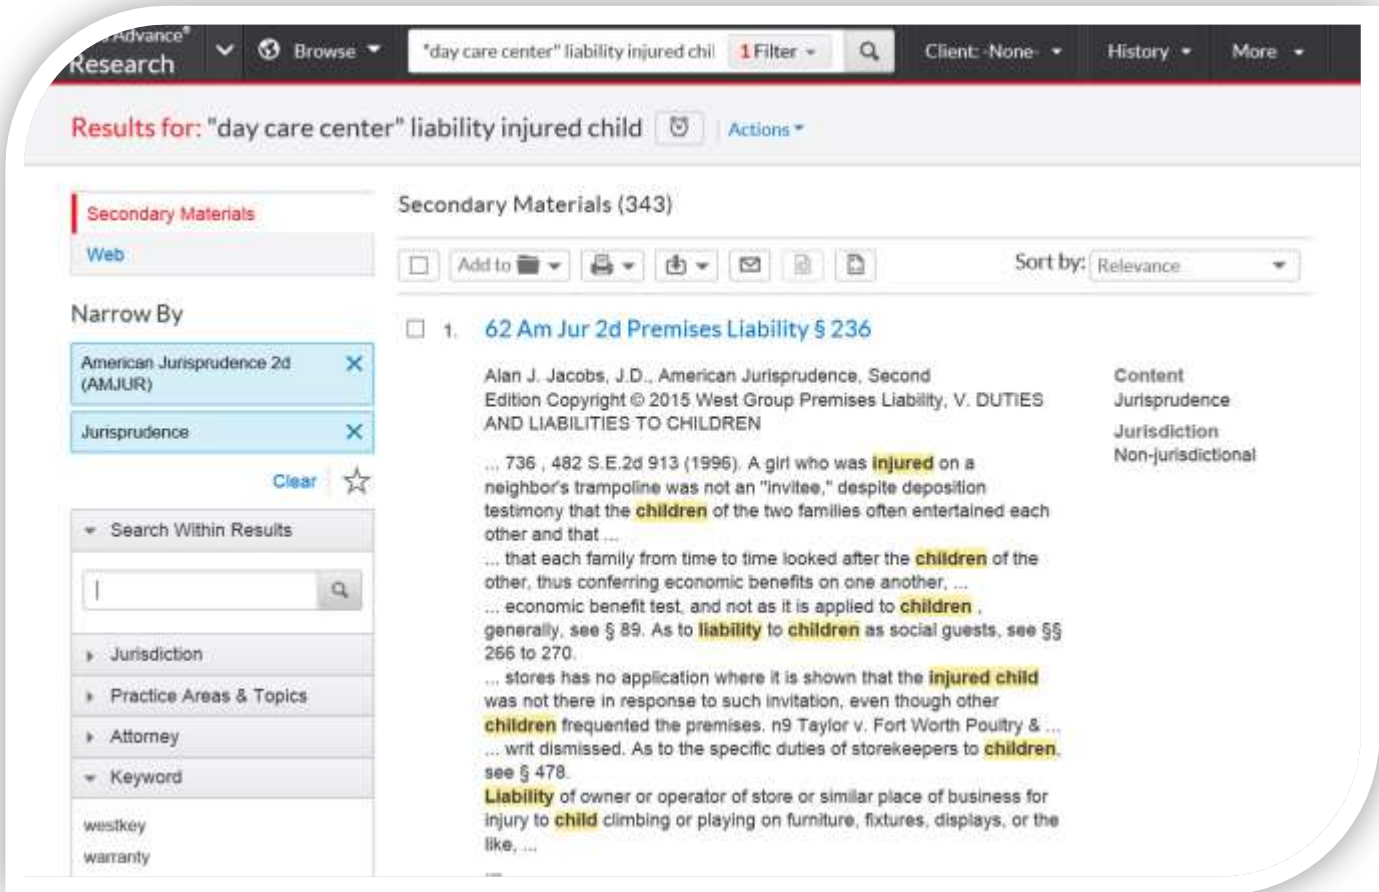 Advance®
Research
Browse
"day care center" liability injured chil
1 Filter
Client: -None-
History
More
Results for: "day care center" liability injured child
Actions
Secondary Materials
Web
Narrow By
American Jurisprudence 2d
(AMJUR)
Jurisprudence
Clear
Search Within Results
Jurisdiction
Practice Areas & Topics
Attorney
Keyword
westkey
warranty
Secondary Materials (343)
Add to
Sort by: Relevance
1. 62 Am Jur 2d Premises Liability § 236
Alan J. Jacobs, J.D., American Jurisprudence, Second
Edition Copyright © 2015 West Group Premises Liability, V. DUTIES
AND LIABILITIES TO CHILDREN
... 736 , 482 S.E.2d 913 (1996). A girl who was injured on a
neighbor's trampoline was not an "invitee," despite deposition
testimony that the children of the two families often entertained each
other and that ...
... that each family from time to time looked after the children of the
other, thus conferring economic benefits on one another, ...
... economic benefit test, and not as it is applied to children ,
generally, see § 89. As to liability to children as social guests, see §§
266 to 270.
... stores has no application where it is shown that the injured child
was not there in response to such invitation, even though other
children frequented the premises. n9 Taylor v. Fort Worth Poultry & ...
... writ dismissed. As to the specific duties of storekeepers to children,
see § 478.
Liability of owner or operator of store or similar place of business for
injury to child climbing or playing on furniture, fixtures, displays, or the
like, ...
Content
Jurisprudence
Jurisdiction
Non-jurisdictional